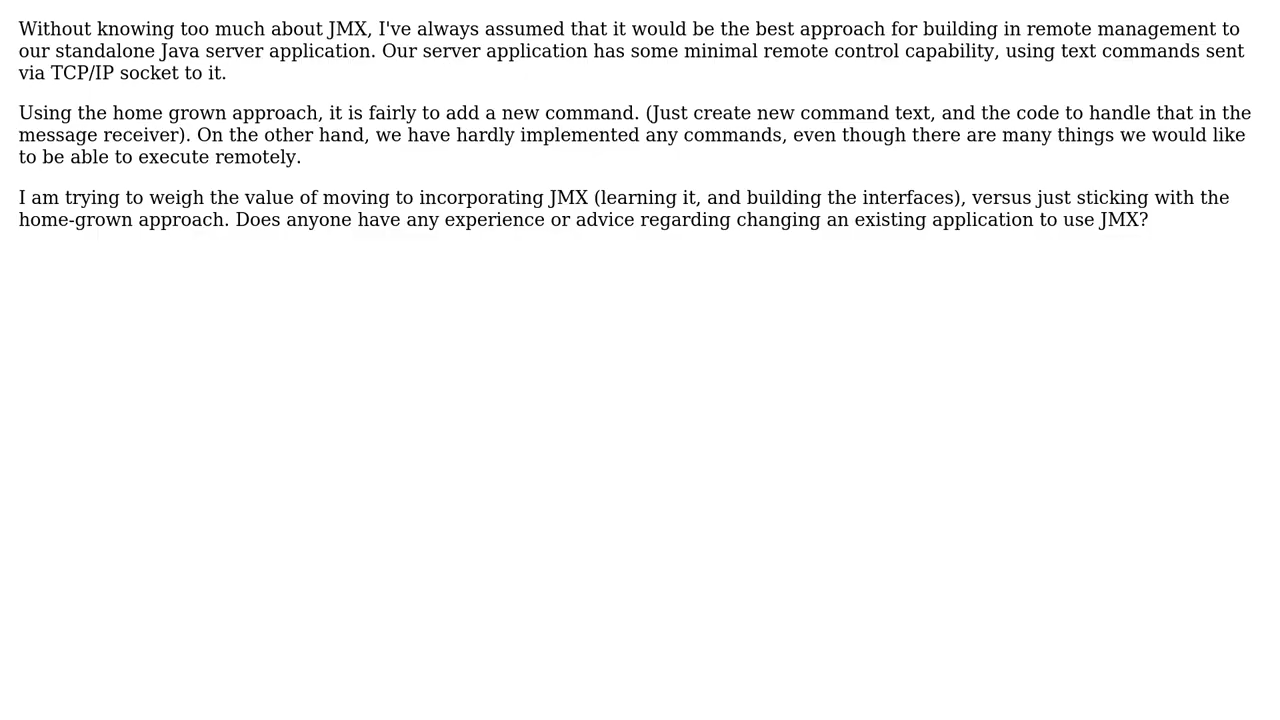 Without knowing too much about JMX, I've always assumed that it would be the best approach for building in remote management to
our standalone Java server application. Our server application has some minimal remote control capability, using text commands sent
via TCP/IP socket to it.
Using the home grown approach, it is fairly to add a new command. (Just create new command text, and the code to handle that in the
message receiver). On the other hand, we have hardly implemented any commands, even though there are many things we would like
to be able to execute remotely.
I am trying to weigh the value of moving to incorporating JMX (learning it, and building the interfaces), versus just sticking with the
home-grown approach. Does anyone have any experience or advice regarding changing an existing application to use JMX?